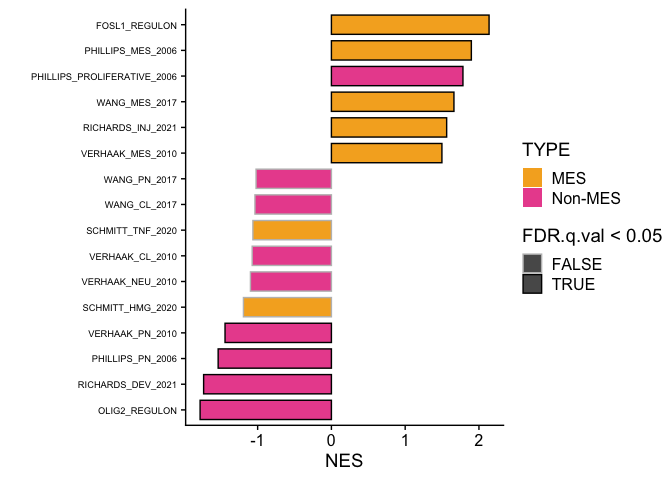 FOSL1_REGULON
PHILLIPS_MES_2006
PHILLIPS_PROLIFERATIVE_2006
WANG_MES_2017
RICHARDS_INJ_2021
VERHAAK_MES_2010
WANG_PN_2017
WANG_CL_2017
SCHMITT_TNF_2020
VERHAAK_CL_2010
VERHAAK_NEU_2010
SCHMITT_HMG_2020
VERHAAK_PN_2010
PHILLIPS_PN_2006
RICHARDS_DEV_2021
OLIG2_REGULON
-1 0 1 2
NES
TYPE
MES
Non-MES
FDR.q.val < 0.05
FALSE
TRUE